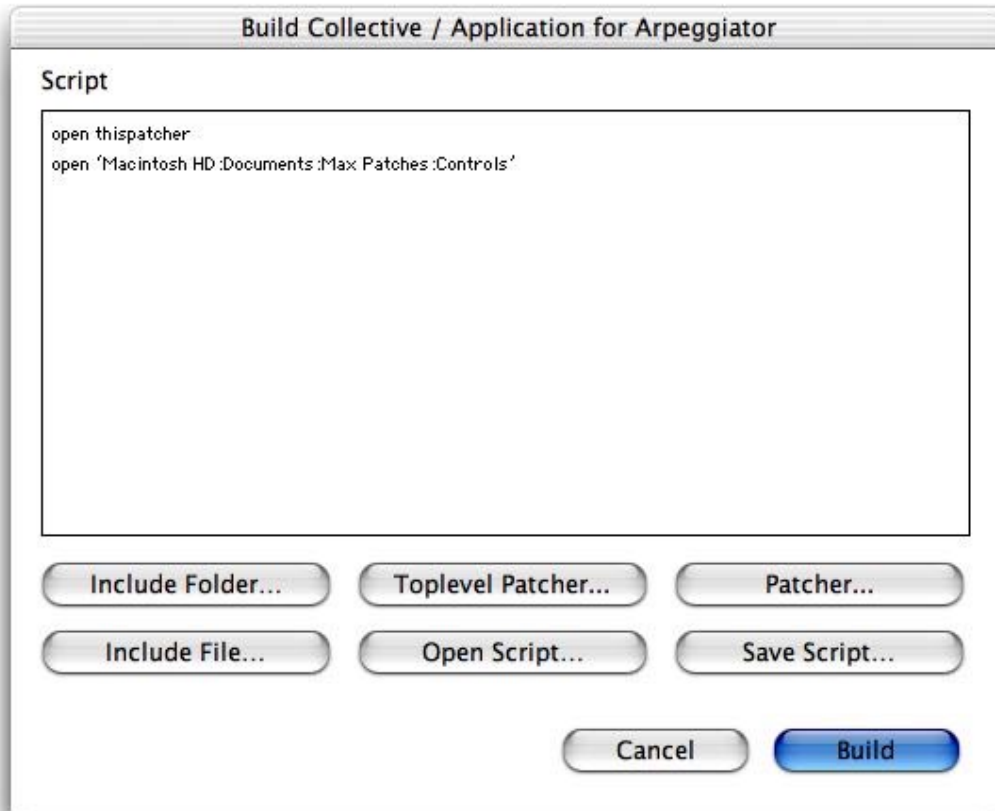 Build Collective / Application for Arpeggiator
Script
open thispatcher
open ‘Macintosh HD:Documents:Max Patches:Controls’
Include Folder...
Toplevel Patcher...
Patcher...
Include File...
Open Script...
Save Script...
Cancel
Build